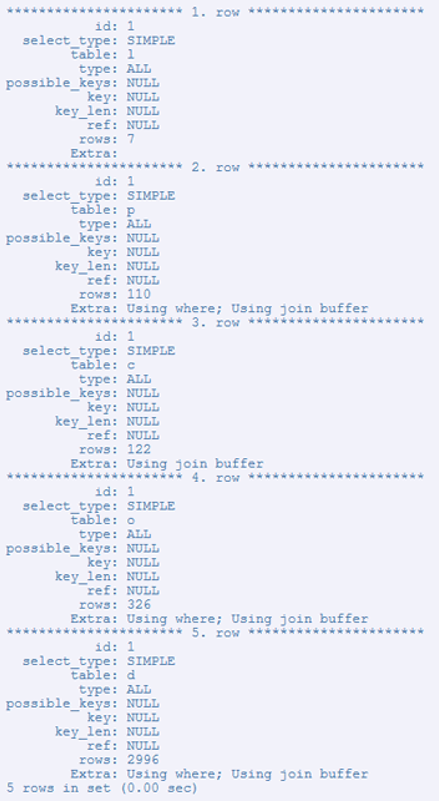 ********************** 1. row **********************
id: 1
select_type: SIMPLE
table: l
type: ALL
possible_keys: NULL
key: NULL
key_len: NULL
ref: NULL
rows: 7
Extra:
********************** 2. row **********************
id: 1
select_type: SIMPLE
table: p
type: ALL
possible_keys: NULL
key: NULL
key_len: NULL
ref: NULL
rows: 110
Extra: Using where; Using join buffer
********************** 3. row **********************
id: 1
select_type: SIMPLE
table: c
type: ALL
possible_keys: NULL
key: NULL
key_len: NULL
ref: NULL
rows: 122
Extra: Using join buffer
********************** 4. row **********************
id: 1
select_type: SIMPLE
table: o
type: ALL
possible_keys: NULL
key: NULL
key_len: NULL
ref: NULL
rows: 326
Extra: Using where; Using join buffer
********************** 5. row **********************
id: 1
select_type: SIMPLE
table: d
type: ALL
possible_keys: NULL
key: NULL
key_len: NULL
ref: NULL
rows: 2996
Extra: Using where; Using join buffer
5 rows in set (0.00 sec)